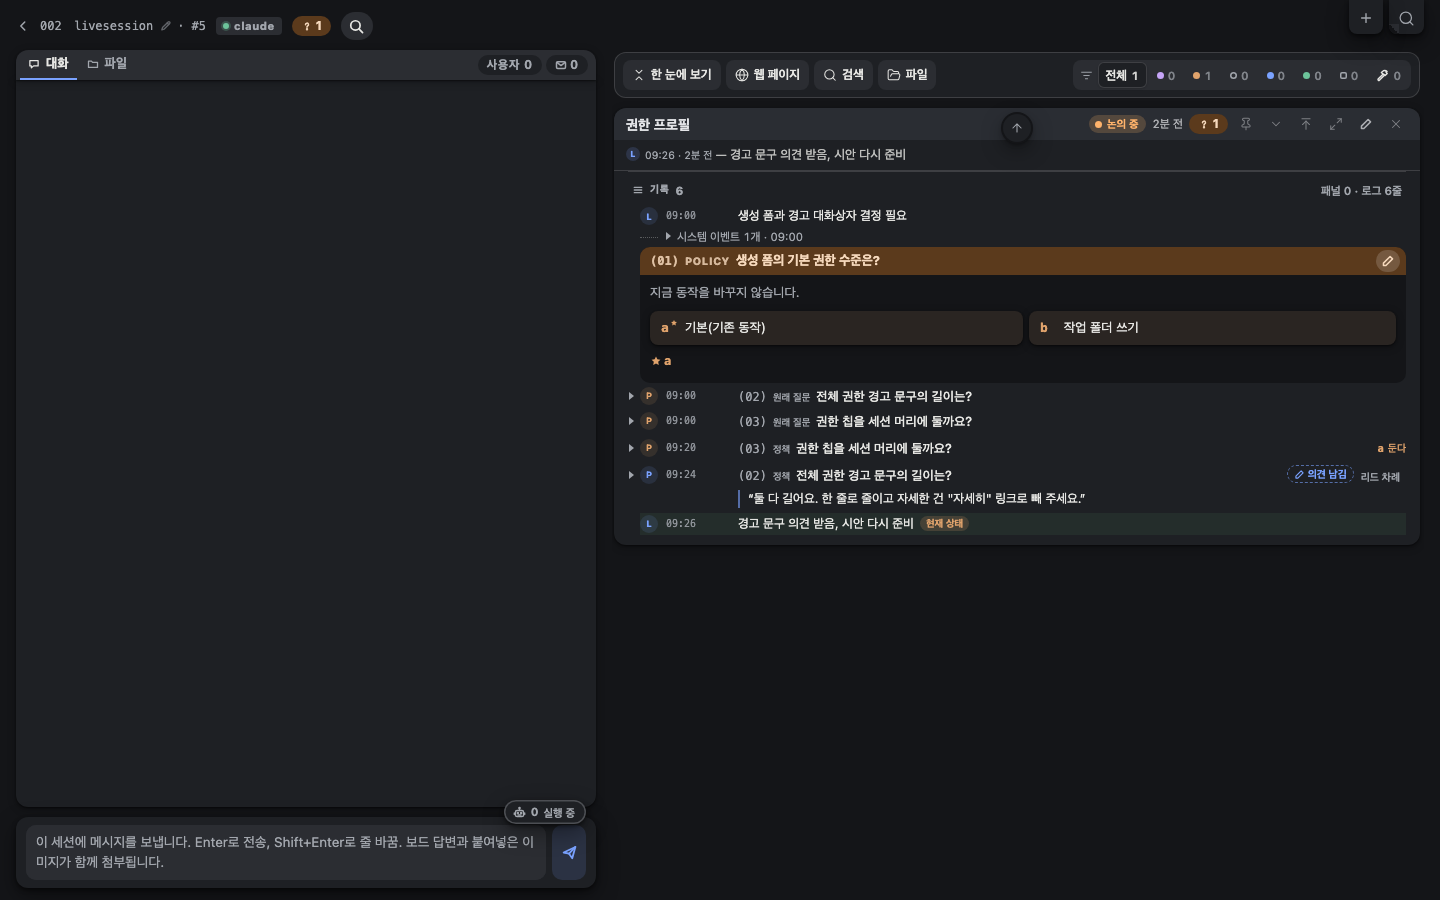 002 livesession · #5 claude ? 1
대화 파일 사용자 0 0
이 세션에 메시지를 보냅니다. Enter로 전송, Shift+Enter로 줄 바꿈. 보드 답변과 붙여넣은 이
미지가 함께 첨부됩니다.
0 실행 중
한 눈에 보기 웹 페이지 검색 파일 전체 1 0 1 0 0 0 0 0
권한 프로필 논의 중 2분 전 ? 1
L 09:26 · 2분 전 — 경고 문구 의견 받음, 시안 다시 준비
기록 6 패널 0 · 로그 6줄
L 09:00 생성 폼과 경고 대화상자 결정 필요
시스템 이벤트 1개 · 09:00
(01) POLICY 생성 폼의 기본 권한 수준은?
지금 동작을 바꾸지 않습니다.
a* 기본(기존 동작) b 작업 폴더 쓰기
★ a
P 09:00 (02) 원래 질문 전체 권한 경고 문구의 길이는?
P 09:00 (03) 원래 질문 권한 칩을 세션 머리에 둘까요?
P 09:20 (03) 정책 권한 칩을 세션 머리에 둘까요? a 둔다
P 09:24 (02) 정책 전체 권한 경고 문구의 길이는? 의견 남김 리드 차례
“둘 다 길어요. 한 줄로 줄이고 자세한 건 "자세히" 링크로 빼 주세요.”
L 09:26 경고 문구 의견 받음, 시안 다시 준비 현재 상태